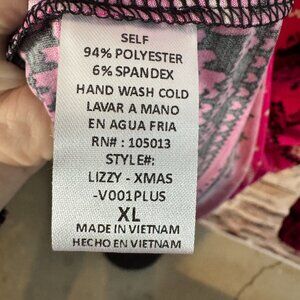 SELF
94% POLYESTER
6% SPANDEX
HAND WASH COLD
LAVAR A MANO
EN AGUA FRIA
RN# : 105013
STYLE#:
LIZZY - XMAS
-V001PLUS
XL
MADE IN VIETNAM
HECHO EN VIETNAM